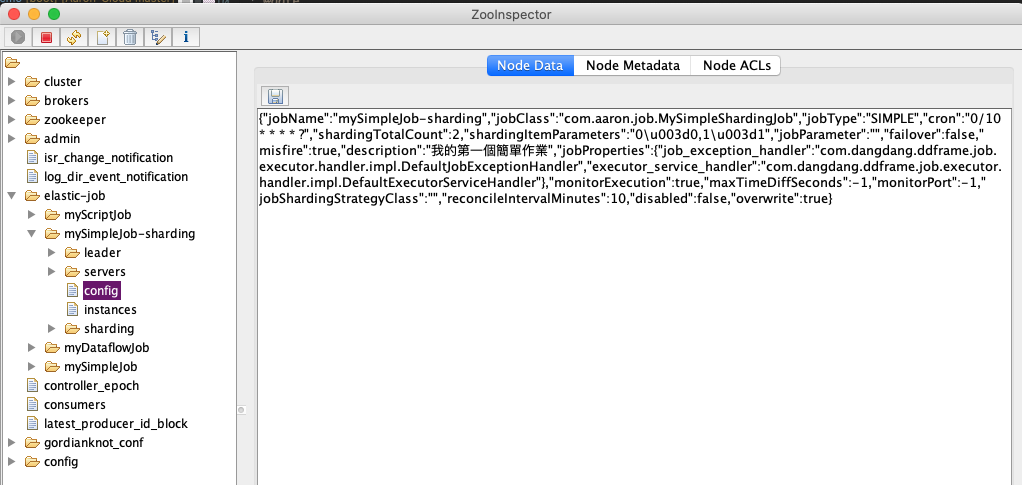 ZooInspector
cluster
brokers
zookeeper
admin
isr_change_notification
log_dir_event_notification
elastic-job
myScriptJob
mySimpleJob-sharding
leader
servers
config
instances
sharding
myDataflowJob
mySimpleJob
controller_epoch
consumers
latest_producer_id_block
gordianknot_conf
config
Node Data Node Metadata Node ACLs
{"jobName":"mySimpleJob-sharding","jobClass":"com.aaron.job.MySimpleShardingJob","jobType":"SIMPLE","cron":"0/10
* * * * ?","shardingTotalCount":2,"shardingItemParameters":"0\u003d0,1\u003d1","jobParameter":"","failover":false,"
misfire":true,"description":"我的第一個簡單作業","jobProperties":{"job_exception_handler":"com.dangdang.ddframe.job.
executor.handler.impl.DefaultJobExceptionHandler","executor_service_handler":"com.dangdang.ddframe.job.executor.
handler.impl.DefaultExecutorServiceHandler"},"monitorExecution":true,"maxTimeDiffSeconds":-1,"monitorPort":-1,"
jobShardingStrategyClass":"","reconcileIntervalMinutes":10,"disabled":false,"overwrite":true}